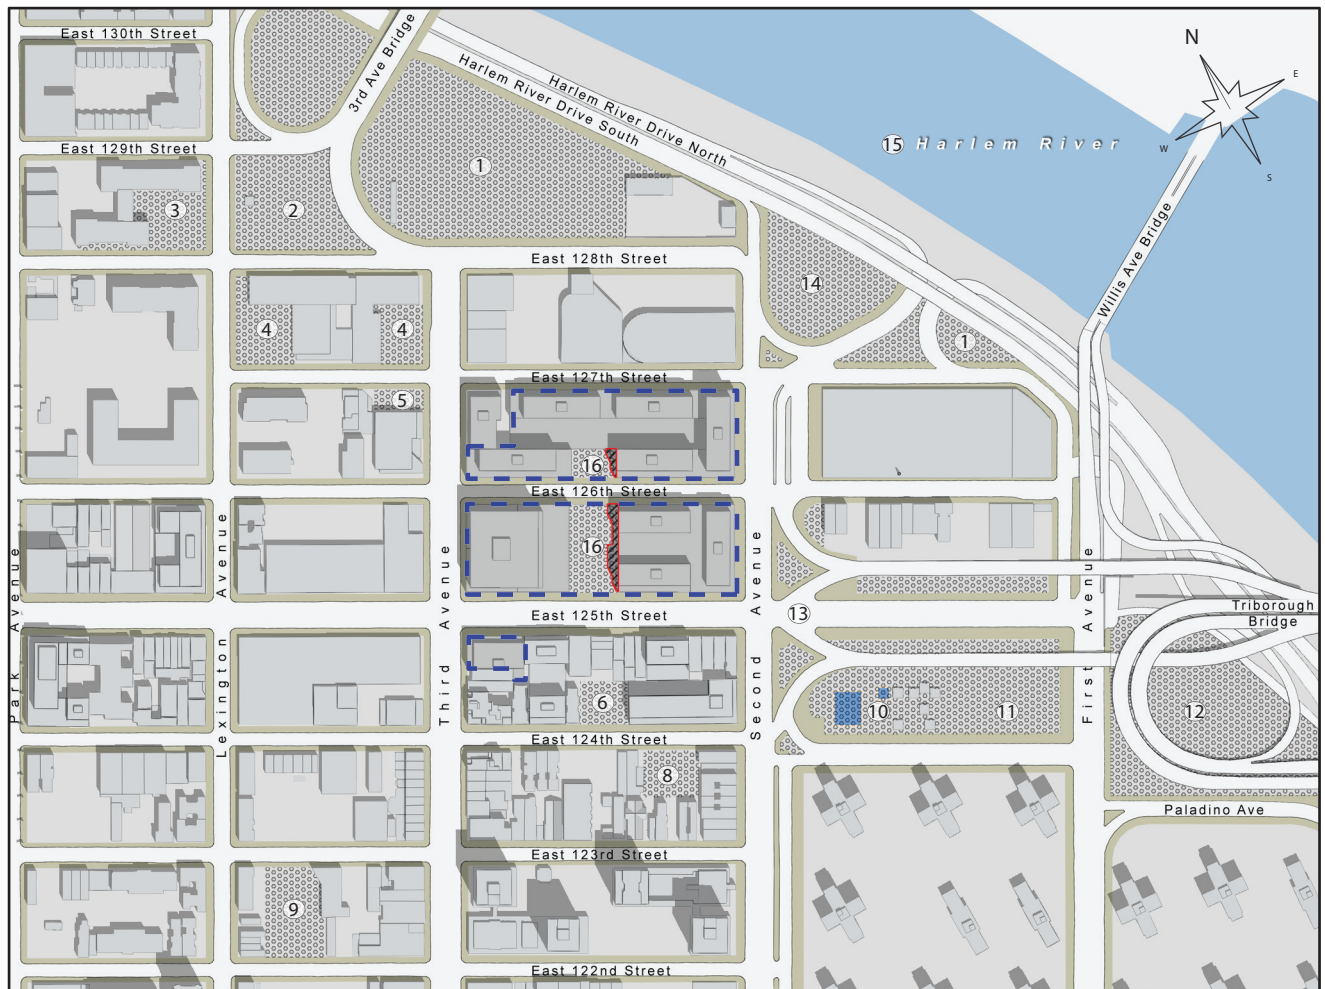 East 130th Street
3rd Ave Bridge
Harlem River Drive North
Harlem River Drive South
N
E
W
S
15 Harlem River
East 129th Street
1
3
2
Willis Ave Bridge
East 128th Street
14
4
4
1
East 127th Street
5
16
East 126th Street
16
Park Avenue
Lexington Avenue
Third Avenue
Second Avenue
First Avenue
East 125th Street
13
Triborough
Bridge
6
10
11
12
East 124th Street
8
Paladino Ave
East 123rd Street
9
East 122nd Street